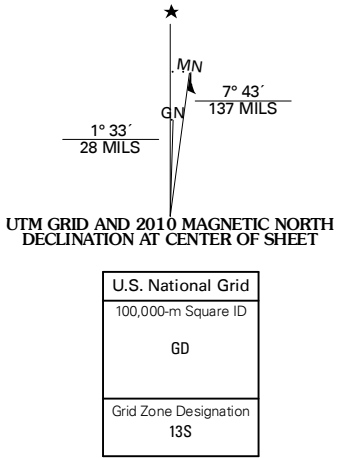 ★
MN
GN
7° 43´
137 MILS
1° 33´
28 MILS
UTM GRID AND 2010 MAGNETIC NORTH
DECLINATION AT CENTER OF SHEET
U.S. National Grid
100,000-m Square ID
GD
Grid Zone Designation
13S